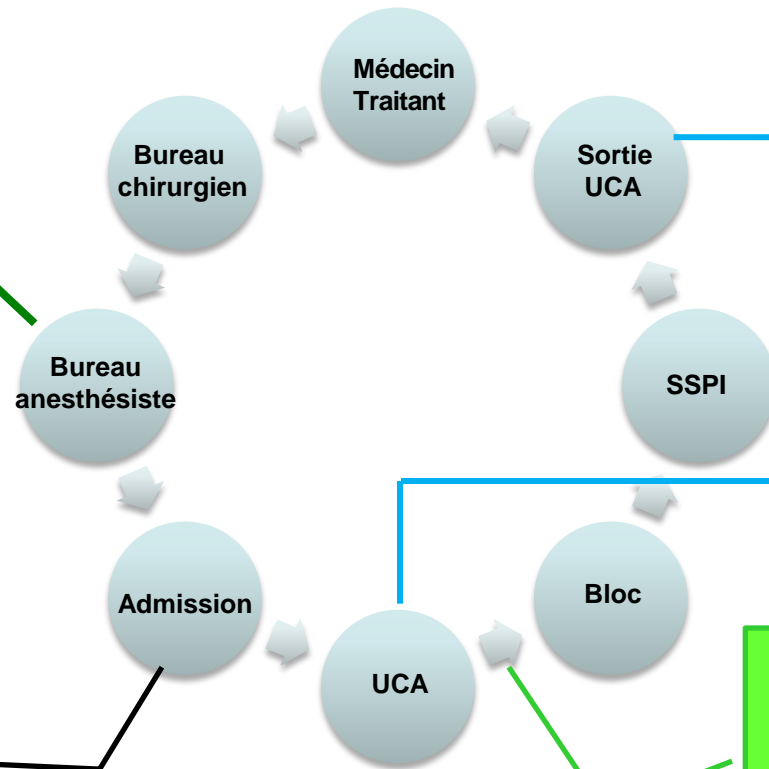 Médecin
Traitant
Bureau
chirurgien
Bureau
anesthésiste
Admission
UCA
Bloc
SSPI
Sortie
UCA